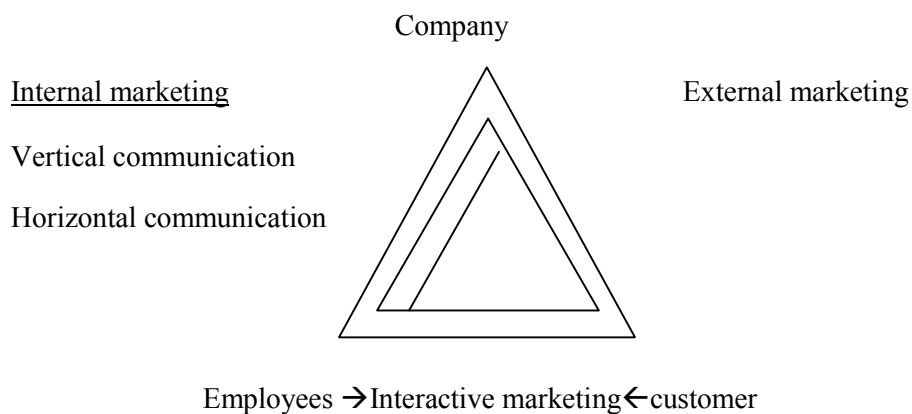 Company
Internal marketing
External marketing
Vertical communication
Horizontal communication
Employees →Interactive marketing←customer